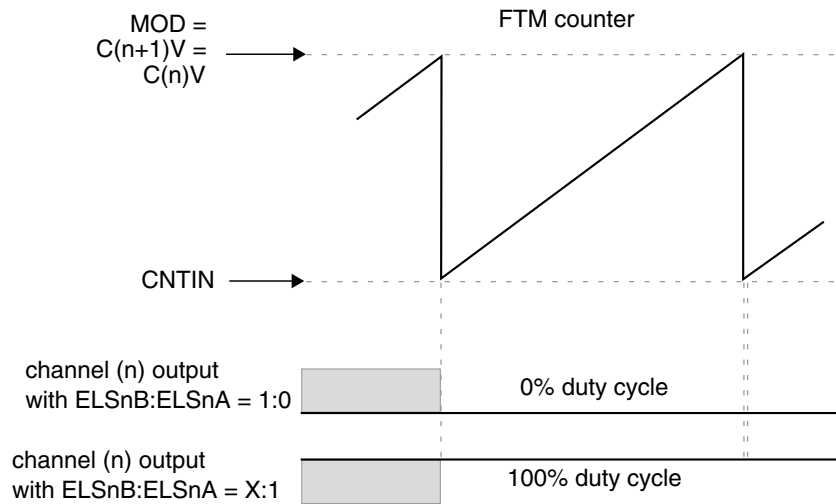 MOD =
C(n+1)V =
C(n)V
FTM counter
CNTIN
channel (n) output
with ELSnB:ELSnA = 1:0
0% duty cycle
channel (n) output
with ELSnB:ELSnA = X:1
100% duty cycle